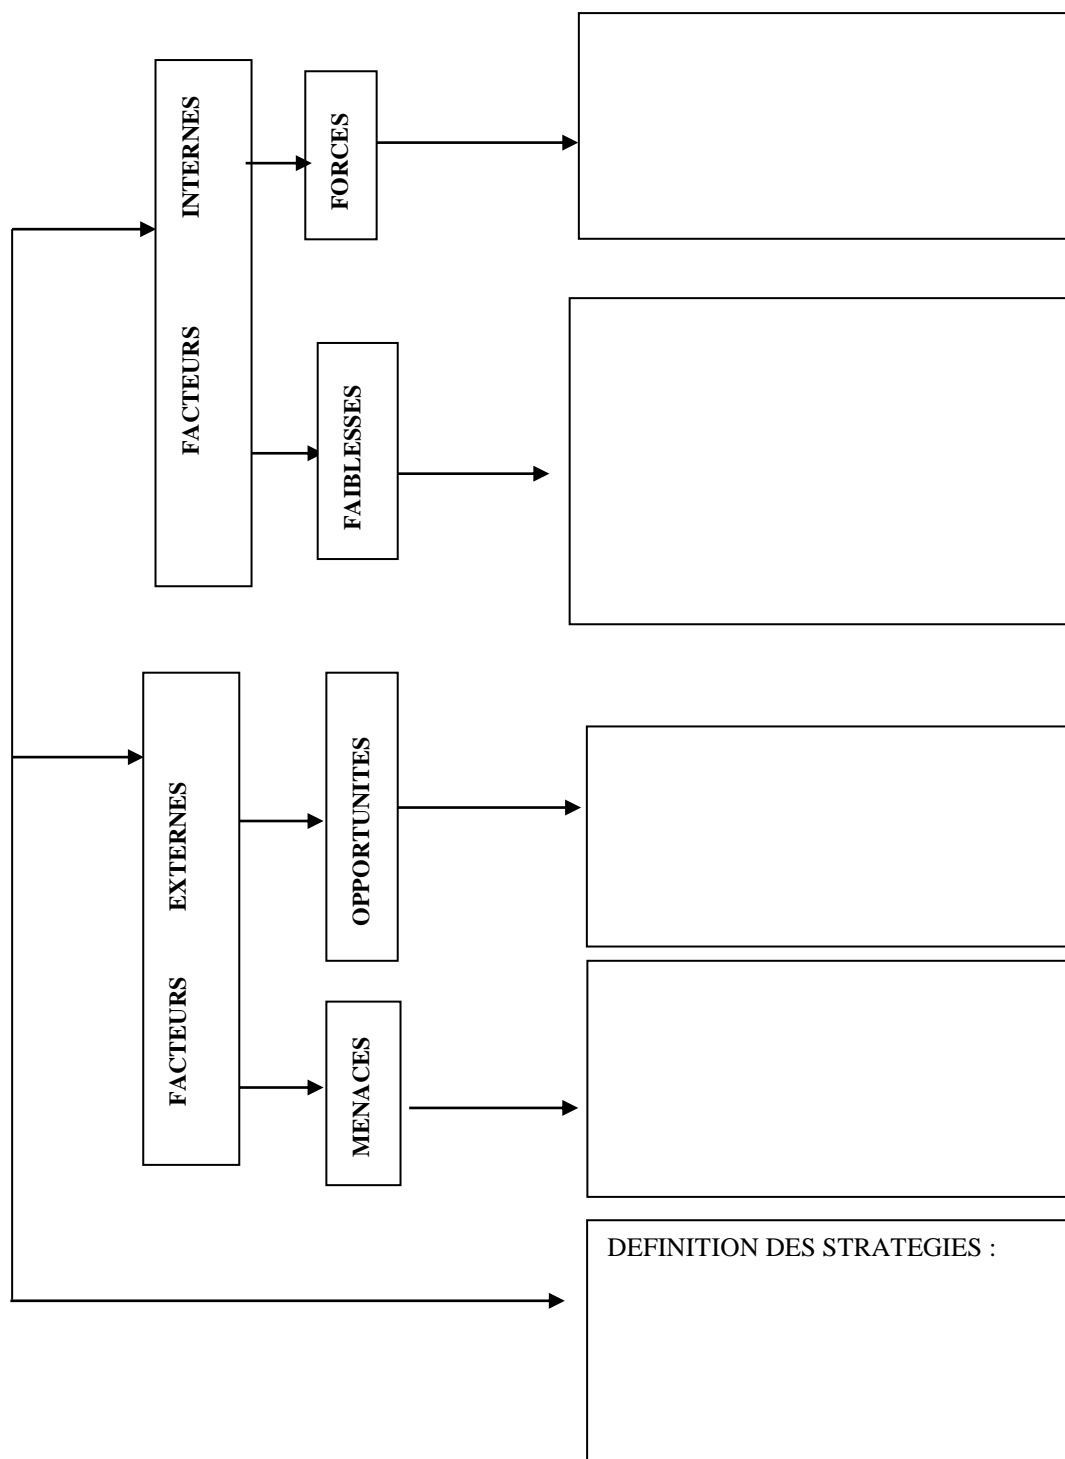 FACTEURS INTERNES
FORCES
FAIBLESSES
FACTEURS EXTERNES
OPPORTUNITES
MENACES
DEFINITION DES STRATEGIES :